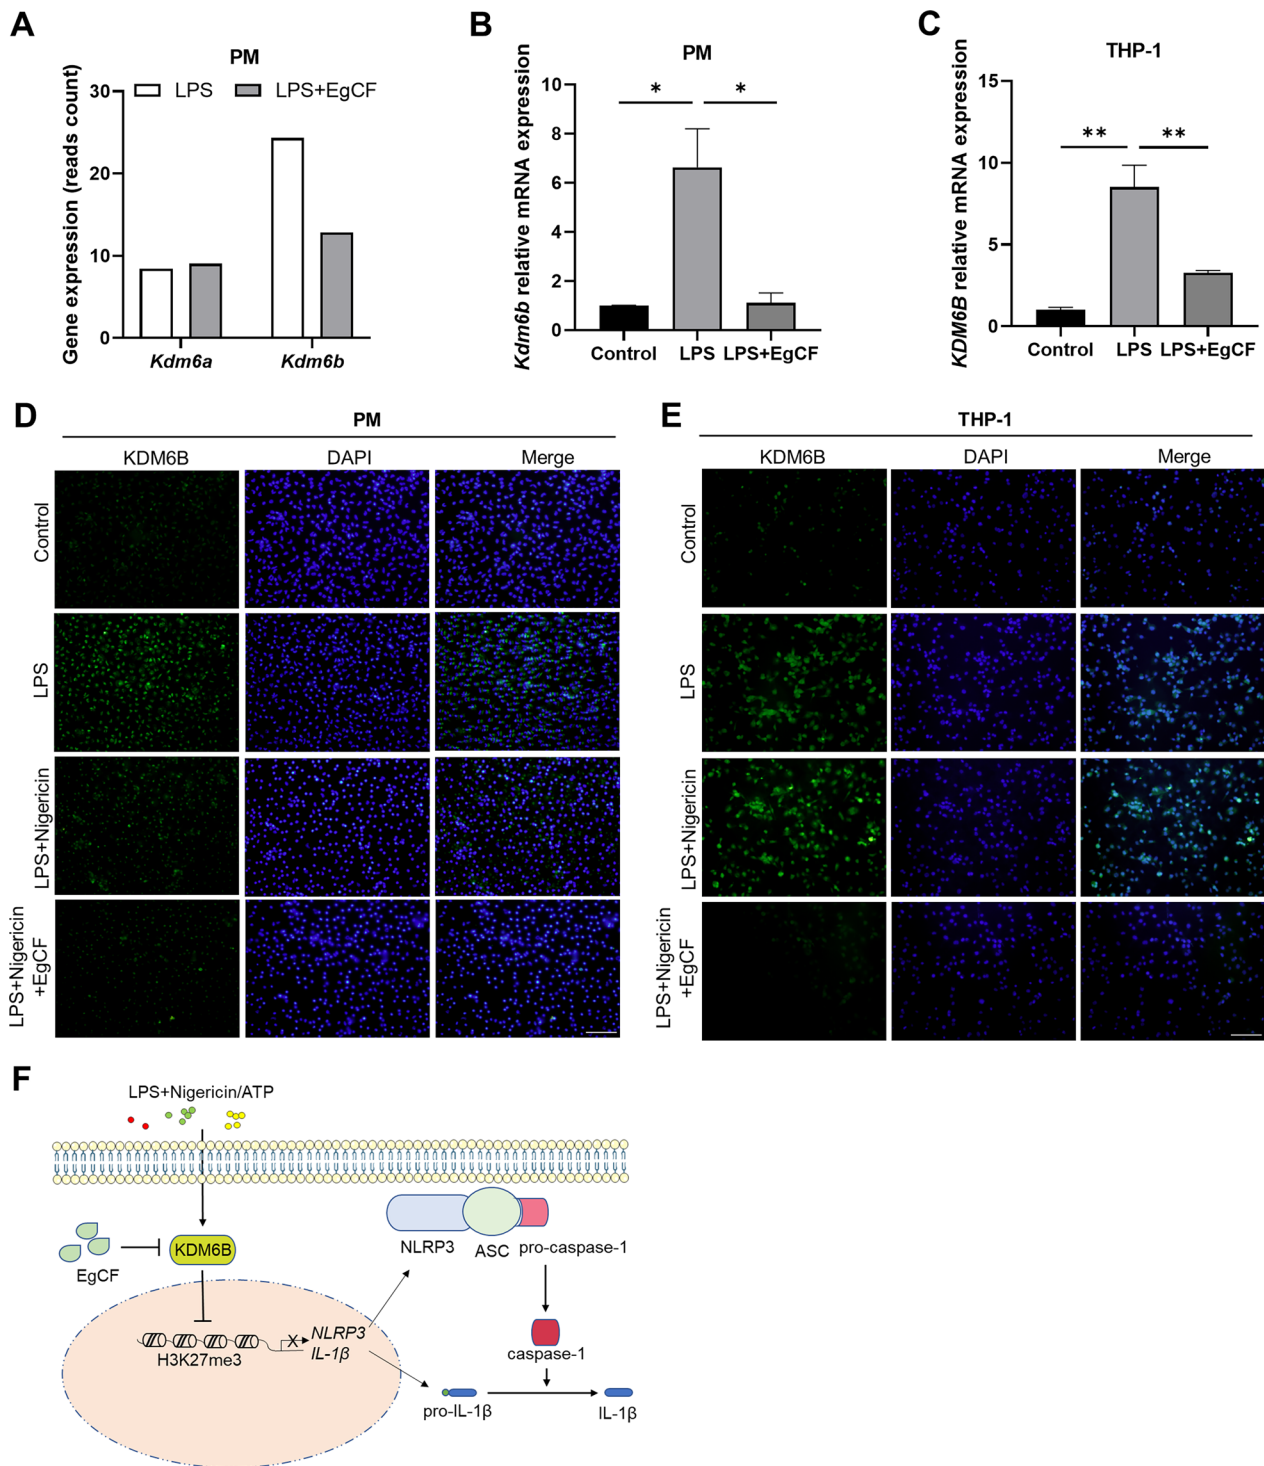 A
PM
LPS
LPS+EgCF
Gene expression (reads count)
30
20
10
0
Kdm6a
Kdm6b
B
PM
Kdm6b relative mRNA expression
10
8
6
4
2
0
*
*
Control
LPS
LPS+EgCF
C
THP-1
KDM6B relative mRNA expression
15
10
5
0
**
**
Control
LPS
LPS+EgCF
D
PM
KDM6B
DAPI
Merge
Control
LPS
LPS+Nigericin
LPS+Nigericin
+EgCF
E
THP-1
KDM6B
DAPI
Merge
Control
LPS
LPS+Nigericin
LPS+Nigericin
+EgCF
F
LPS+Nigericin/ATP
EgCF
KDM6B
NLRP3
ASC
pro-caspase-1
H3K27me3
NLRP3
IL-1β
caspase-1
pro-IL-1β
IL-1β